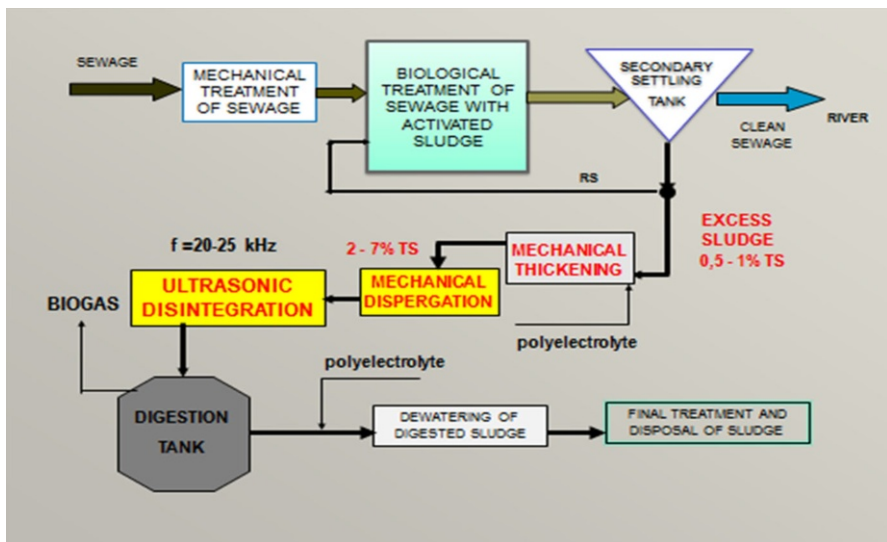 SEWAGE
MECHANICAL
TREATMENT
OF SEWAGE
BIOLOGICAL
TREATMENT OF
SEWAGE WITH
ACTIVATED
SLUDGE
SECONDARY
SETTLING
TANK
CLEAN
SEWAGE
RIVER
RS
EXCESS
SLUDGE
0,5 - 1% TS
MECHANICAL
THICKENING
polyelectrolyte
2 - 7% TS
MECHANICAL
DISPERGATION
f =20-25 kHz
ULTRASONIC
DISINTEGRATION
BIOGAS
DIGESTION
TANK
polyelectrolyte
DEWATERING OF
DIGESTED SLUDGE
FINAL TREATMENT AND
DISPOSAL OF SLUDGE